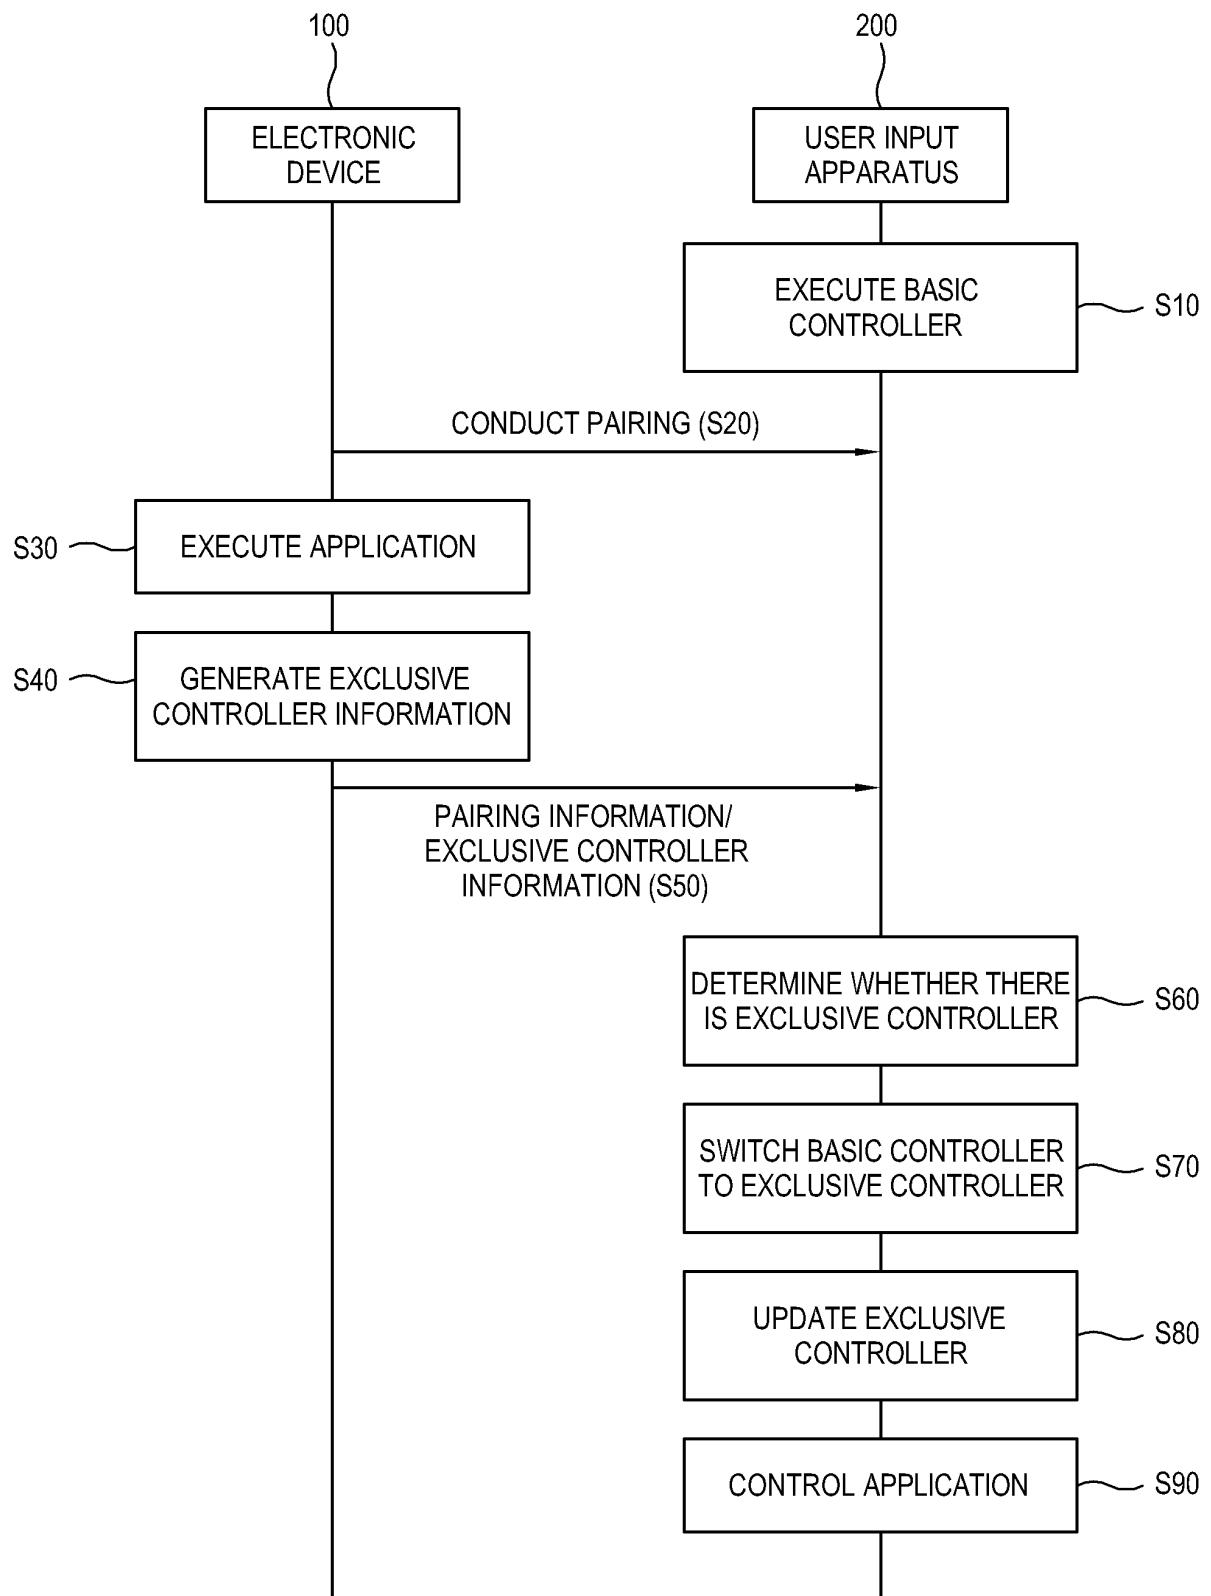 100
200
ELECTRONIC
DEVICE
USER INPUT
APPARATUS
EXECUTE BASIC
CONTROLLER
S10
CONDUCT PAIRING (S20)
S30
EXECUTE APPLICATION
S40
GENERATE EXCLUSIVE
CONTROLLER INFORMATION
PAIRING INFORMATION/
EXCLUSIVE CONTROLLER
INFORMATION (S50)
DETERMINE WHETHER THERE
IS EXCLUSIVE CONTROLLER
S60
SWITCH BASIC CONTROLLER
TO EXCLUSIVE CONTROLLER
S70
UPDATE EXCLUSIVE
CONTROLLER
S80
CONTROL APPLICATION
S90